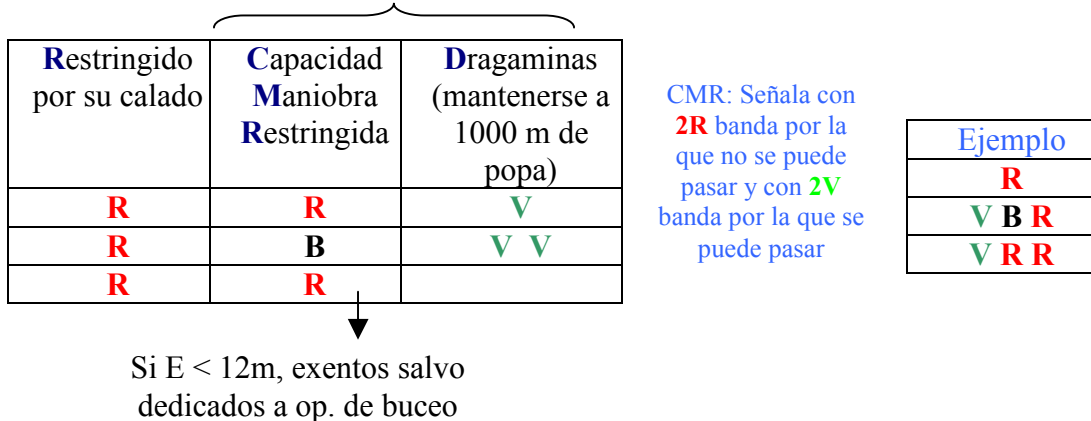 Restringido
por su calado
Capacidad
Maniobra
Restringida
Dragaminas
(mantenerse a
1000 m de
popa)
R R V
R B V V
R R
Si E < 12m, exentos salvo
dedicados a op. de buceo
CMR: Señala con
2R banda por la
que no se puede
pasar y con 2V
banda por la que se
puede pasar
Ejemplo
R
V B R
V R R